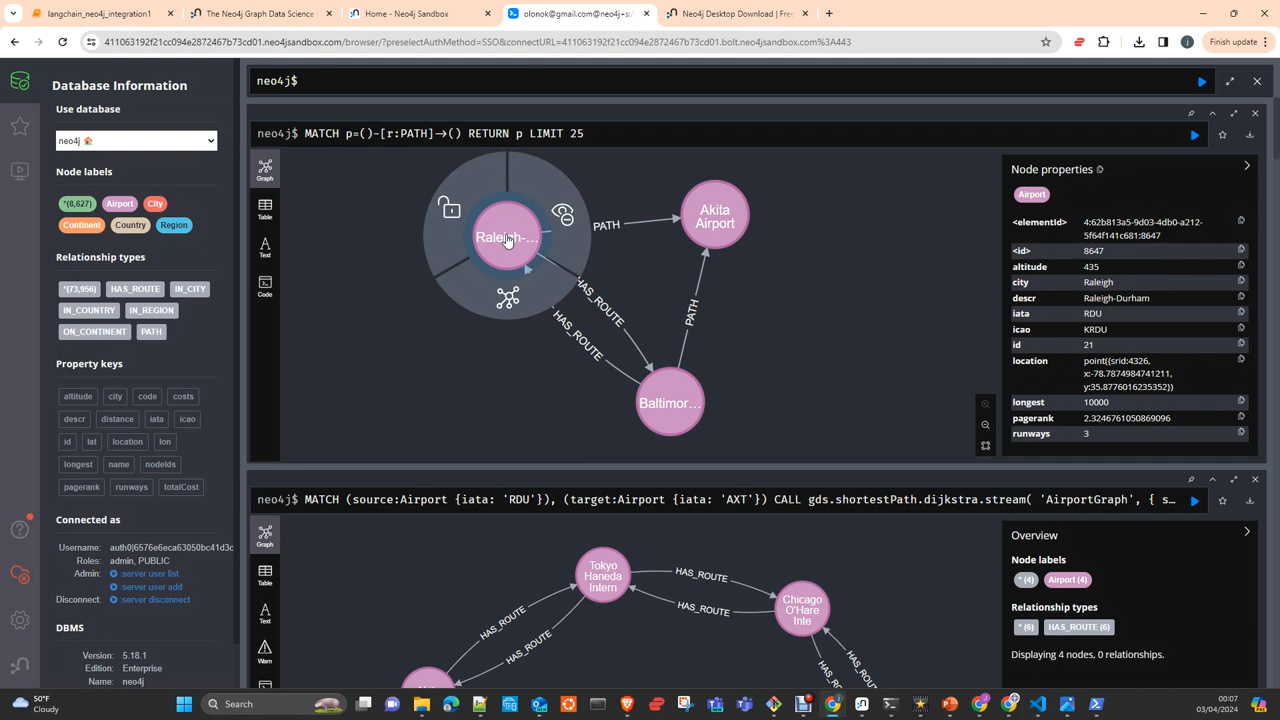 langchain_neo4j_integration1
The Neo4j Graph Data Science
Home - Neo4j Sandbox
olonok@gmail.com@neo4j+s
Neo4j Desktop Download | Free
411063192f21cc094e2872467b73cd01.neo4jsandbox.com/browser/?preselectAuthMethod=SSO&connectURL=411063192f21cc094e2872467b73cd01.bolt.neo4jsandbox.com%3A443
Finish update
Database Information
Use database
neo4j
Node labels
*(8,627) Airport City
Continent Country Region
Relationship types
*(73,956) HAS_ROUTE IN_CITY
IN_COUNTRY IN_REGION
ON_CONTINENT PATH
Property keys
altitude city code costs
descr distance iata icao
id lat location lon
longest name nodeIds
pagerank runways totalCost
Connected as
Username: auth0|6576e6eca63050bc41d3c
Roles: admin, PUBLIC
Admin: :server user list
:server user add
Disconnect: :server disconnect
DBMS
Version: 5.18.1
Edition: Enterprise
Name: neo4j
neo4j$
neo4j$ MATCH p=()-[r:PATH]->() RETURN p LIMIT 25
Graph
Table
Text
Code
Raleigh-...
PATH
Akita
Airport
HAS_ROUTE
HAS_ROUTE
PATH
Baltimor...
Node properties
Airport
<elementId> 4:62b813a5-9d03-4db0-a212-
5f64f141c681:8647
<id> 8647
altitude 435
city Raleigh
descr Raleigh-Durham
iata RDU
icao KRDU
id 21
location point({srid:4326,
x:-78.7874984741211,
y:35.8776016235352})
longest 10000
pagerank 2.3246761050869096
runways 3
neo4j$ MATCH (source:Airport {iata: 'RDU'}), (target:Airport {iata: 'AXT'}) CALL gds.shortestPath.dijkstra.stream( 'AirportGraph', { s…
Graph
Table
Text
Warn
Tokyo
Haneda
Intern
HAS_ROUTE
HAS_ROUTE
Chicago
O'Hare
Inte
HAS_ROUTE
HAS_ROUTE
HAS_ROUTE
Overview
Node labels
* (4) Airport (4)
Relationship types
* (6) HAS_ROUTE (6)
Displaying 4 nodes, 0 relationships.
50°F
Cloudy
Search
00:07
03/04/2024